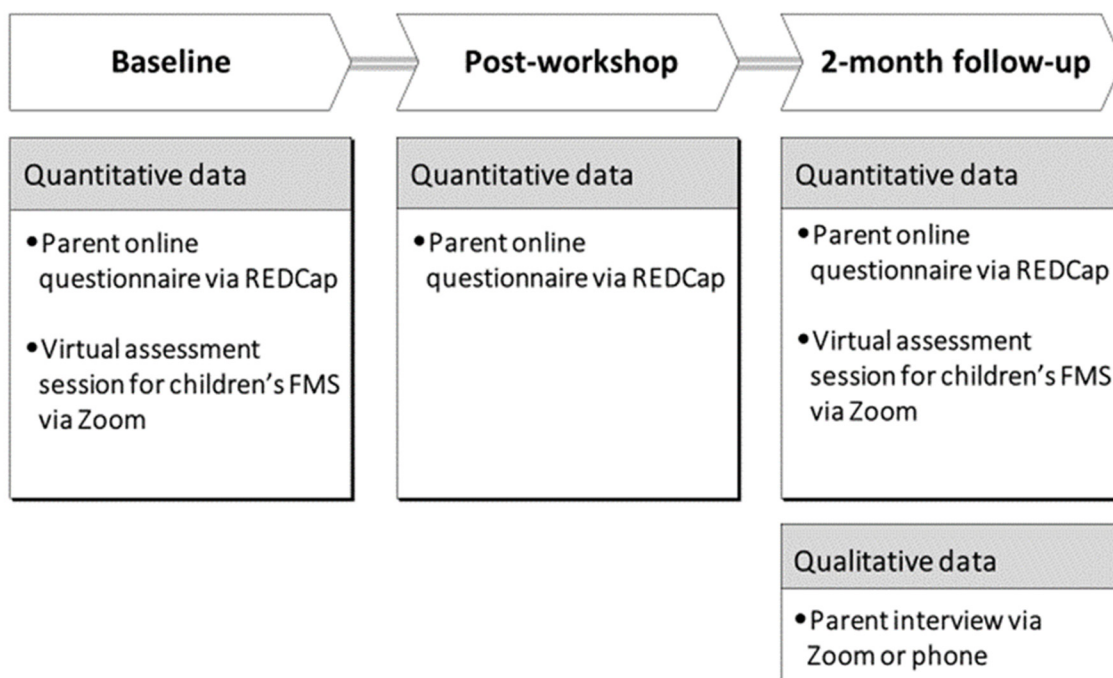 Baseline
Post-workshop
2-month follow-up
Quantitative data
•Parent online
questionnaire via REDCap
•Virtual assessment
session for children's FMS
via Zoom
Quantitative data
•Parent online
questionnaire via REDCap
Quantitative data
•Parent online
questionnaire via REDCap
•Virtual assessment
session for children's FMS
via Zoom
Qualitative data
•Parent interview via
Zoom or phone